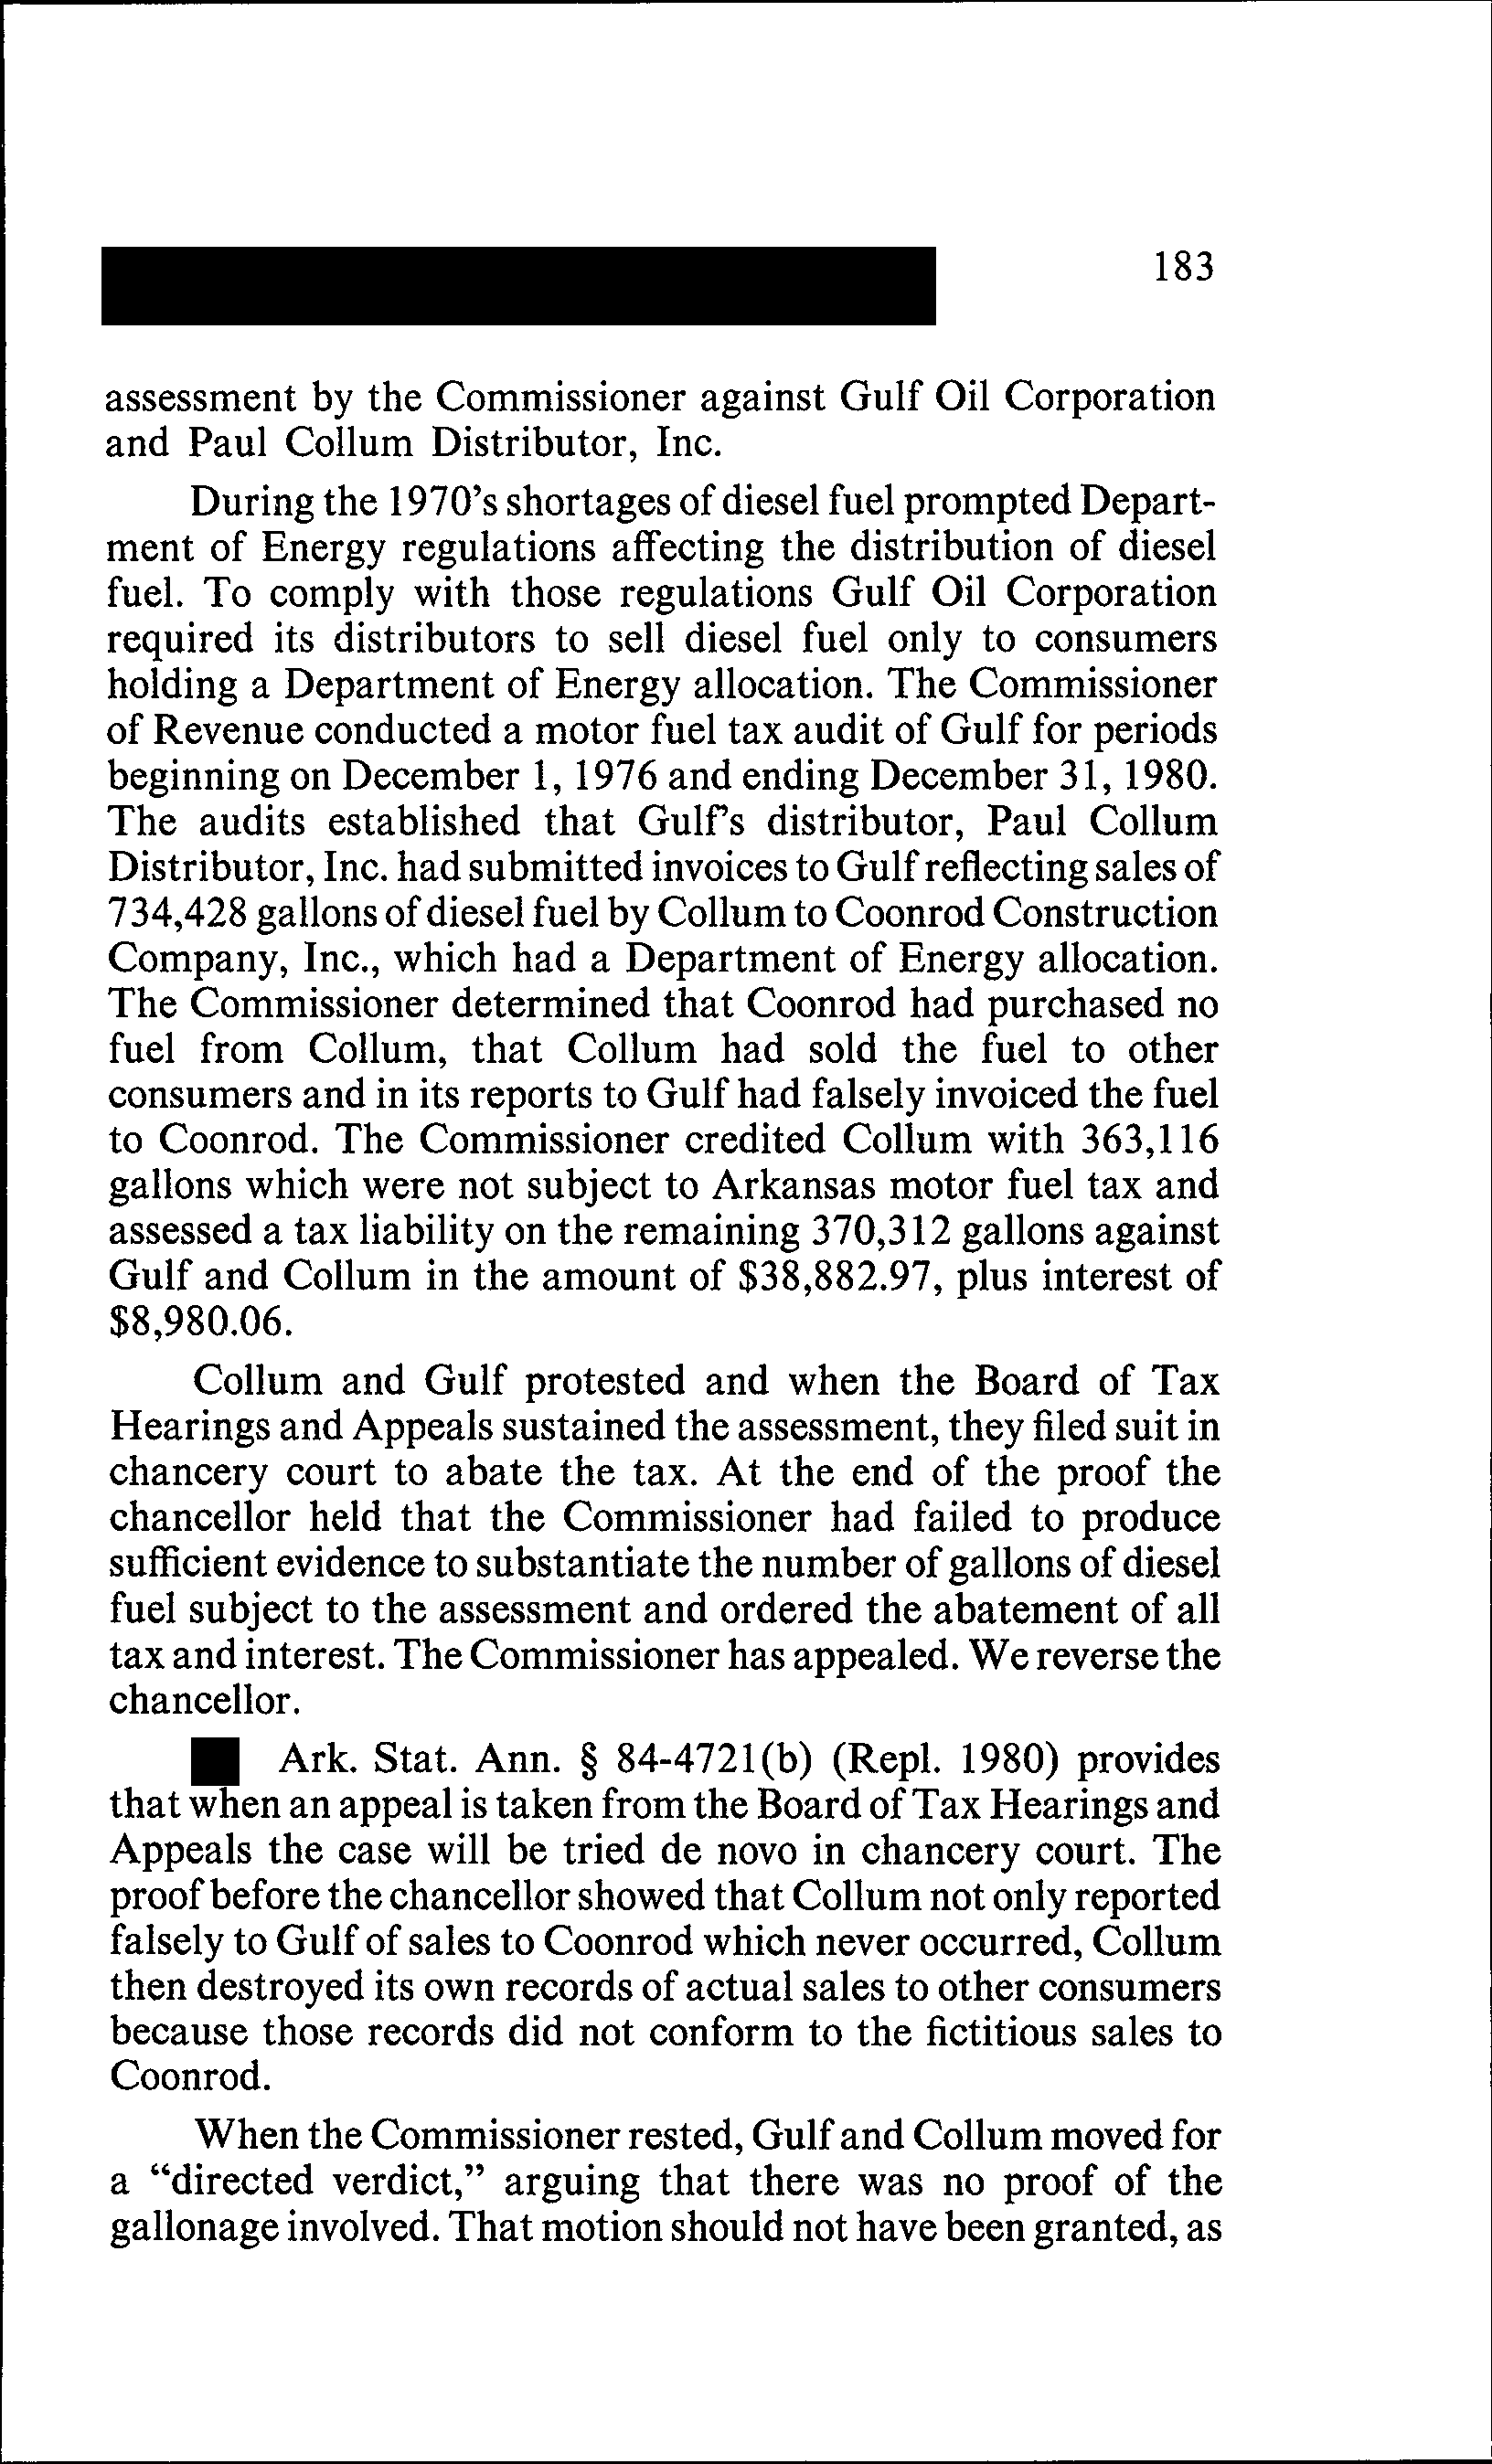 183
assessment by the Commissioner against Gulf Oil Corporation
and Paul Collum Distributor, Inc.
During the 1970's shortages of diesel fuel prompted Depart-
ment of Energy regulations affecting the distribution of diesel
fuel. To comply with those regulations Gulf Oil Corporation
required its distributors to sell diesel fuel only to consumers
holding a Department of Energy allocation. The Commissioner
of Revenue conducted a motor fuel tax audit of Gulf for periods
beginning on December 1, 1976 and ending December 31, 1980.
The audits established that Gulf's distributor, Paul Collum
Distributor, Inc. had submitted invoices to Gulf reflecting sales of
734,428 gallons of diesel fuel by Collum to Coonrod Construction
Company, Inc., which had a Department of Energy allocation.
The Commissioner determined that Coonrod had purchased no
fuel from Collum, that Collum had sold the fuel to other
consumers and in its reports to Gulf had falsely invoiced the fuel
to Coonrod. The Commissioner credited Collum with 363,116
gallons which were not subject to Arkansas motor fuel tax and
assessed a tax liability on the remaining 370,312 gallons against
Gulf and Collum in the amount of $38,882.97, plus interest of
$8,980.06.
Collum and Gulf protested and when the Board of Tax
Hearings and Appeals sustained the assessment, they filed suit in
chancery court to abate the tax. At the end of the proof the
chancellor held that the Commissioner had failed to produce
sufficient evidence to substantiate the number of gallons of diesel
fuel subject to the assessment and ordered the abatement of all
tax and interest. The Commissioner has appealed. We reverse the
chancellor.
Ark. Stat. Ann. § 84-4721(b) (Repl. 1980) provides
that when an appeal is taken from the Board of Tax Hearings and
Appeals the case will be tried de novo in chancery court. The
proof before the chancellor showed that Collum not only reported
falsely to Gulf of sales to Coonrod which never occurred, Collum
then destroyed its own records of actual sales to other consumers
because those records did not conform to the fictitious sales to
Coonrod.
When the Commissioner rested, Gulf and Collum moved for
a "directed verdict," arguing that there was no proof of the
gallonage involved. That motion should not have been granted, as